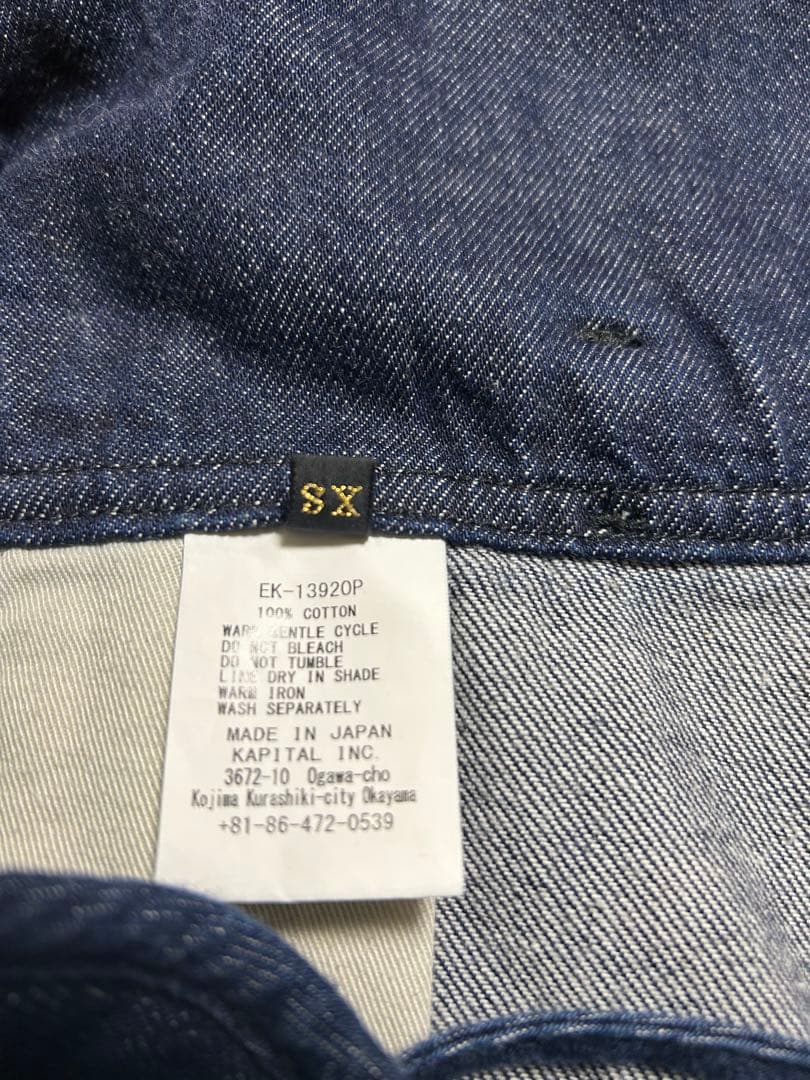 SX
EK-13920P
100% COTTON
WARM GENTLE CYCLE
DO NOT BLEACH
DO NOT TUMBLE
LINE DRY IN SHADE
WARM IRON
WASH SEPARATELY
MADE IN JAPAN
KAPITAL INC.
3672-10 Ogawa-cho
Kojima Kurashiki-city Okayama
+81-86-472-0539